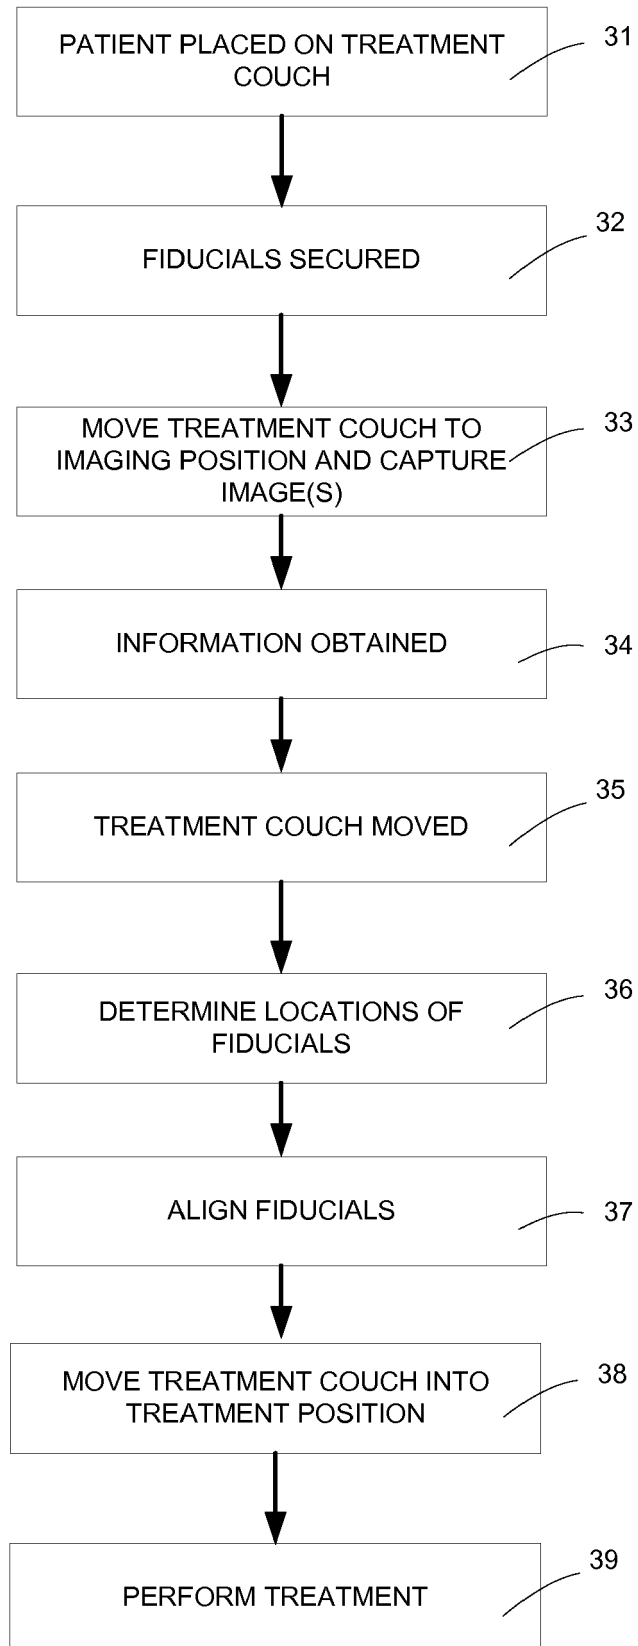 PATIENT PLACED ON TREATMENT
COUCH
31
FIDUCIALS SECURED
32
MOVE TREATMENT COUCH TO
IMAGING POSITION AND CAPTURE
IMAGE(S)
33
INFORMATION OBTAINED
34
TREATMENT COUCH MOVED
35
DETERMINE LOCATIONS OF
FIDUCIALS
36
ALIGN FIDUCIALS
37
MOVE TREATMENT COUCH INTO
TREATMENT POSITION
38
PERFORM TREATMENT
39